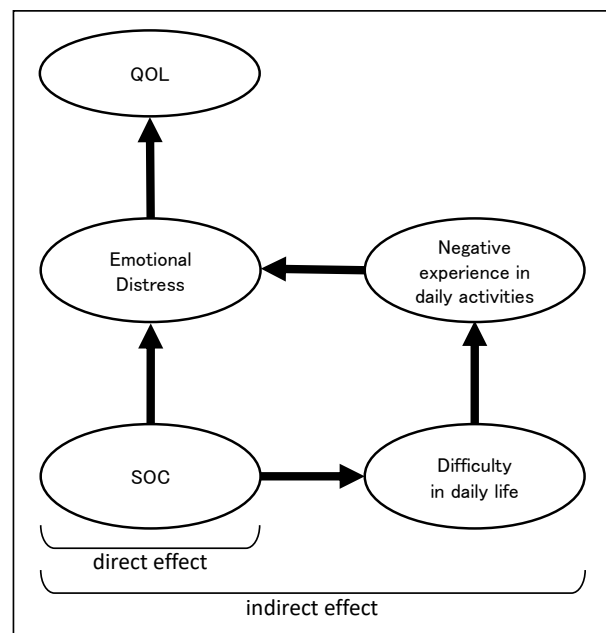 QOL
Emotional
Distress
Negative
experience in
daily activities
SOC
Difficulty
in daily life
direct effect
indirect effect